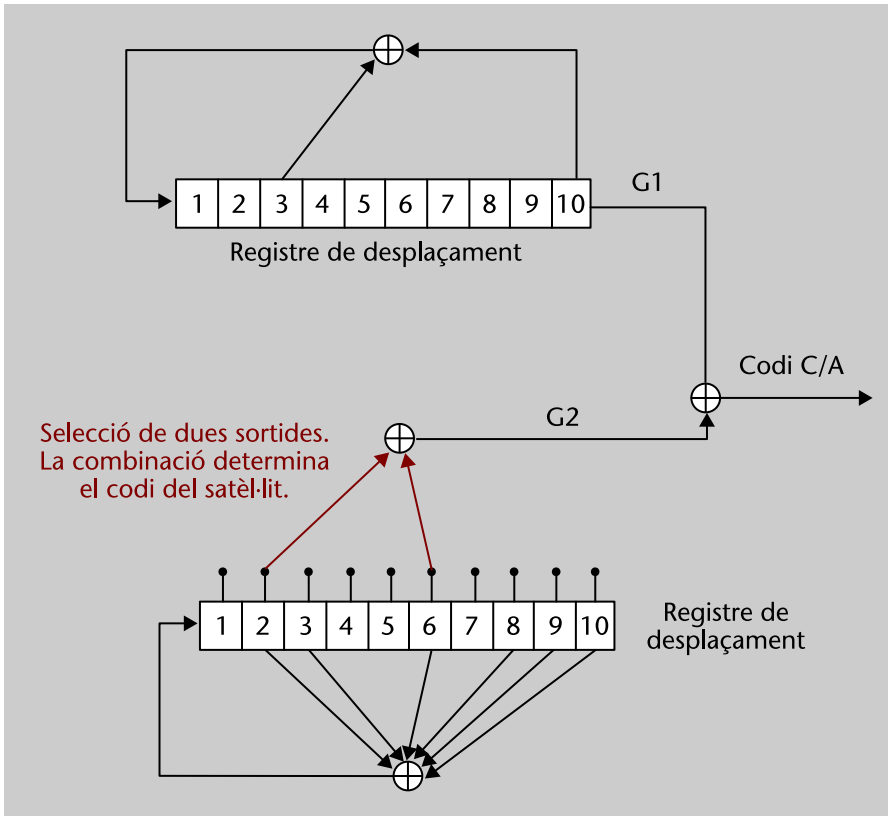 1 2 3 4 5 6 7 8 9 10
G1
Registre de desplaçament
Codi C/A
G2
Selecció de dues sortides.
La combinació determina
el codi del satèl·lit.
1 2 3 4 5 6 7 8 9 10
Registre de
desplaçament